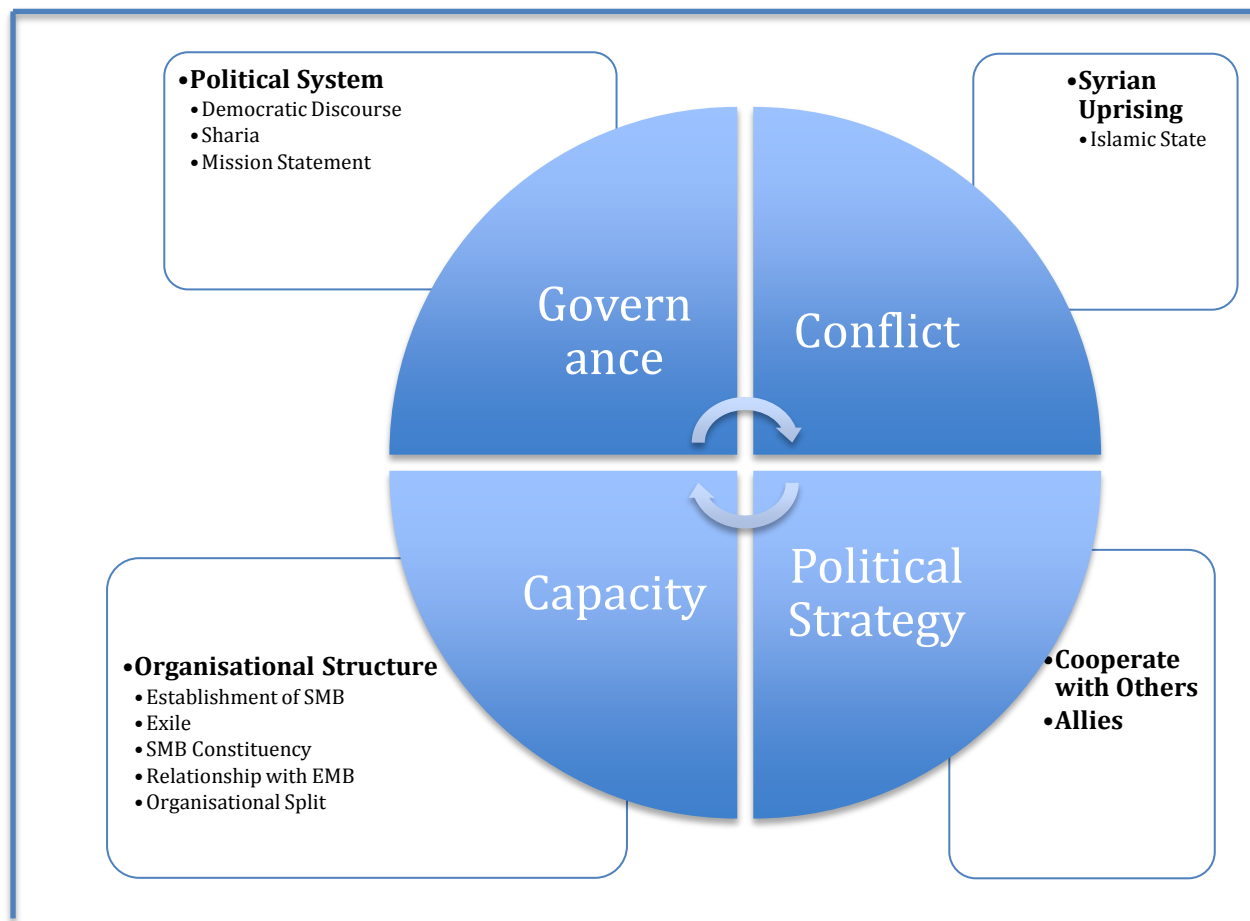 •Political System
•Democratic Discourse
•Sharia
•Mission Statement
•Syrian
Uprising
•Islamic State
Govern
ance
Conflict
Capacity
Political
Strategy
•Organisational Structure
•Establishment of SMB
•Exile
•SMB Constituency
•Relationship with EMB
•Organisational Split
•Cooperate
with Others
•Allies